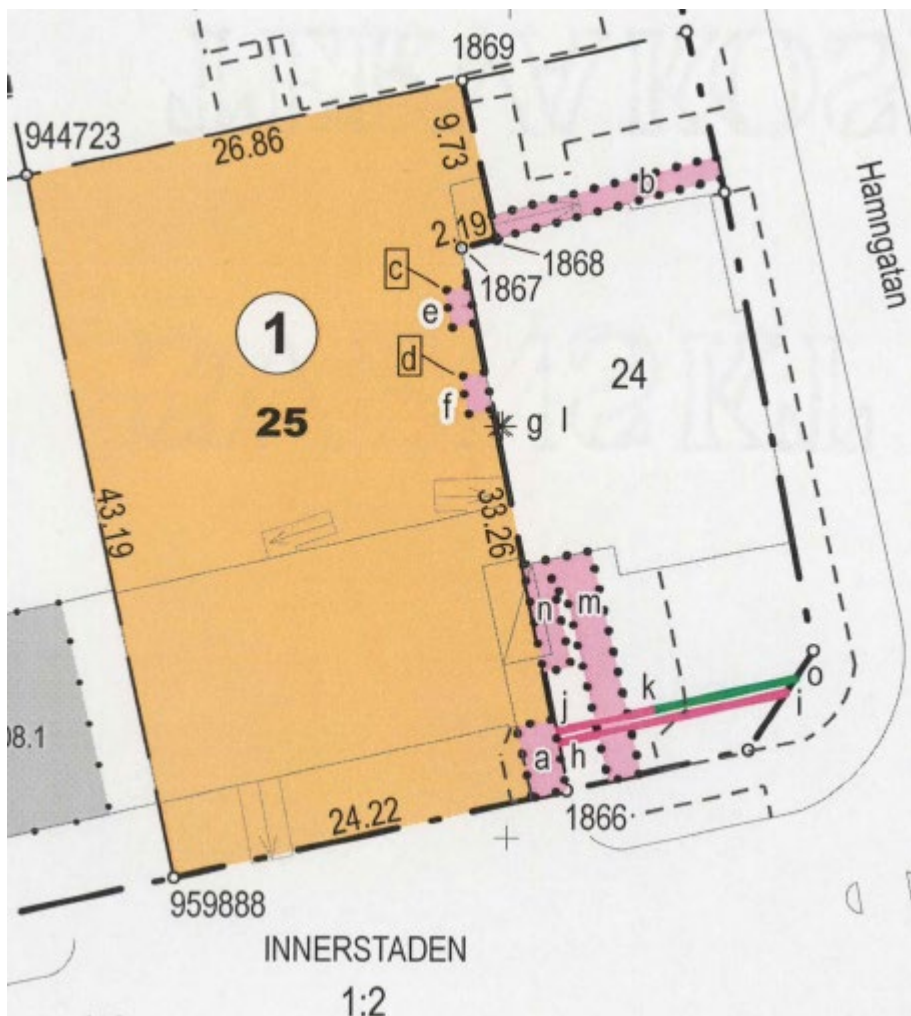 1869
944723
26.86
9.73
b
Hamngatan
2.19
1868
c
1867
e
1
24
d
25
f
g l
43.19
33.26
n
m
08.1
j
k
o
i
a
h
24.22
1866
959888
INNERSTADEN
1:2